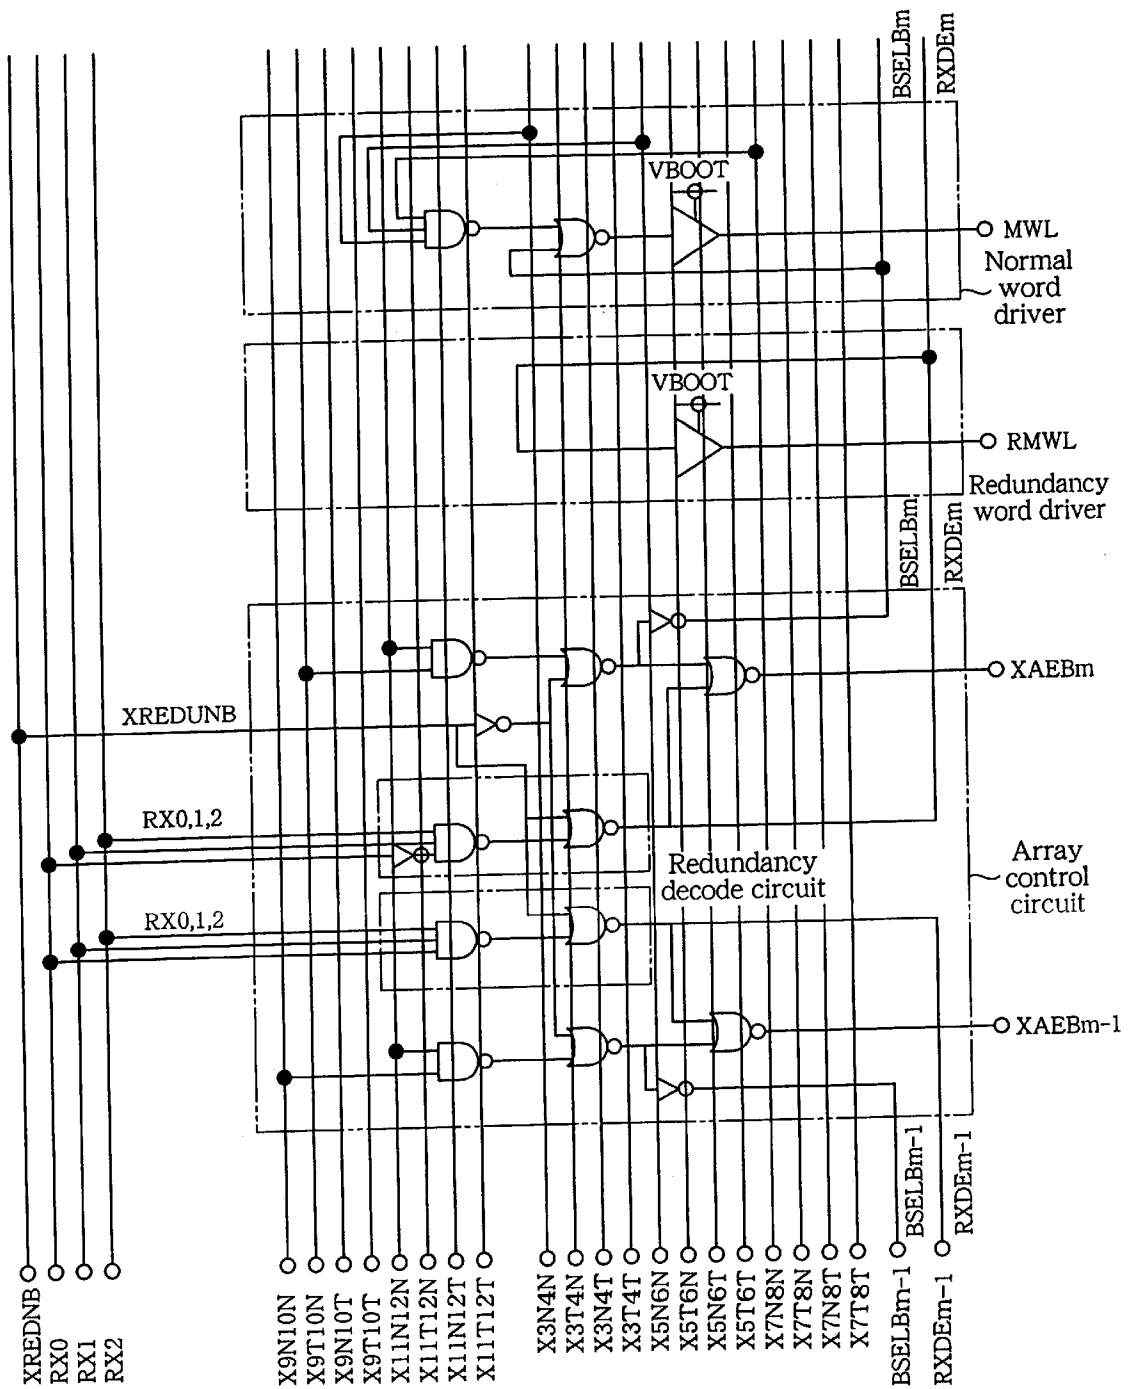 BSELBm
RXDEm
VBOOT
MWL
Normal
word
driver
VBOOT
RMWL
Redundancy
word driver
BSELBm
RXDEm
XAEBm
XREDUNB
RX0,1,2
Redundancy
decode circuit
Array
control
circuit
RX0,1,2
XAEBm-1
BSELBm-1
RXDEm-1
XREDNB
RX0
RX1
RX2
X9N10N
X9T10N
X9N10T
X9T10T
X11N12N
X11T12N
X11N12T
X11T12T
X3N4N
X3T4N
X3N4T
X3T4T
X5N6N
X5T6N
X5N6T
X5T6T
X7N8N
X7T8N
X7N8T
X7T8T
BSELBm-1
RXDEm-1